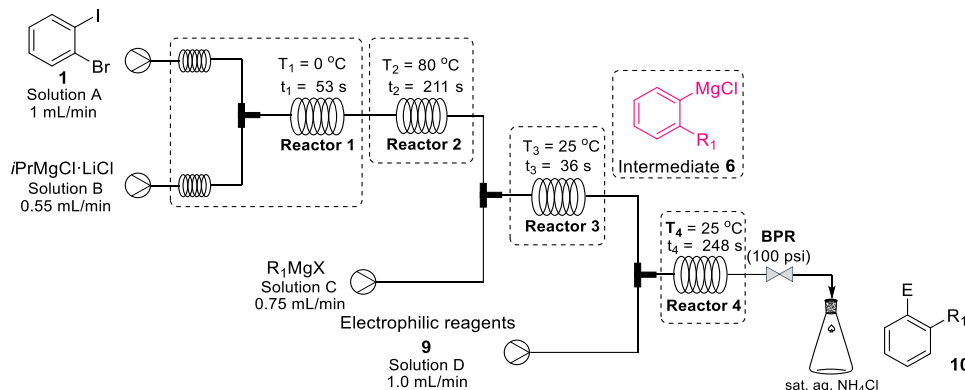 I
Br
1
Solution A
1 mL/min
T1 = 0 °C
t1 = 53 s
Reactor 1
T2 = 80 °C
t2 = 211 s
Reactor 2
iPrMgCl·LiCl
Solution B
0.55 mL/min
T3 = 25 °C
t3 = 36 s
Reactor 3
MgCl
R1
Intermediate 6
R1MgX
Solution C
0.75 mL/min
T4 = 25 °C
t4 = 248 s
Reactor 4
BPR
(100 psi)
Electrophilic reagents
9
Solution D
1.0 mL/min
E
R1
10
sat. aq. NH4Cl